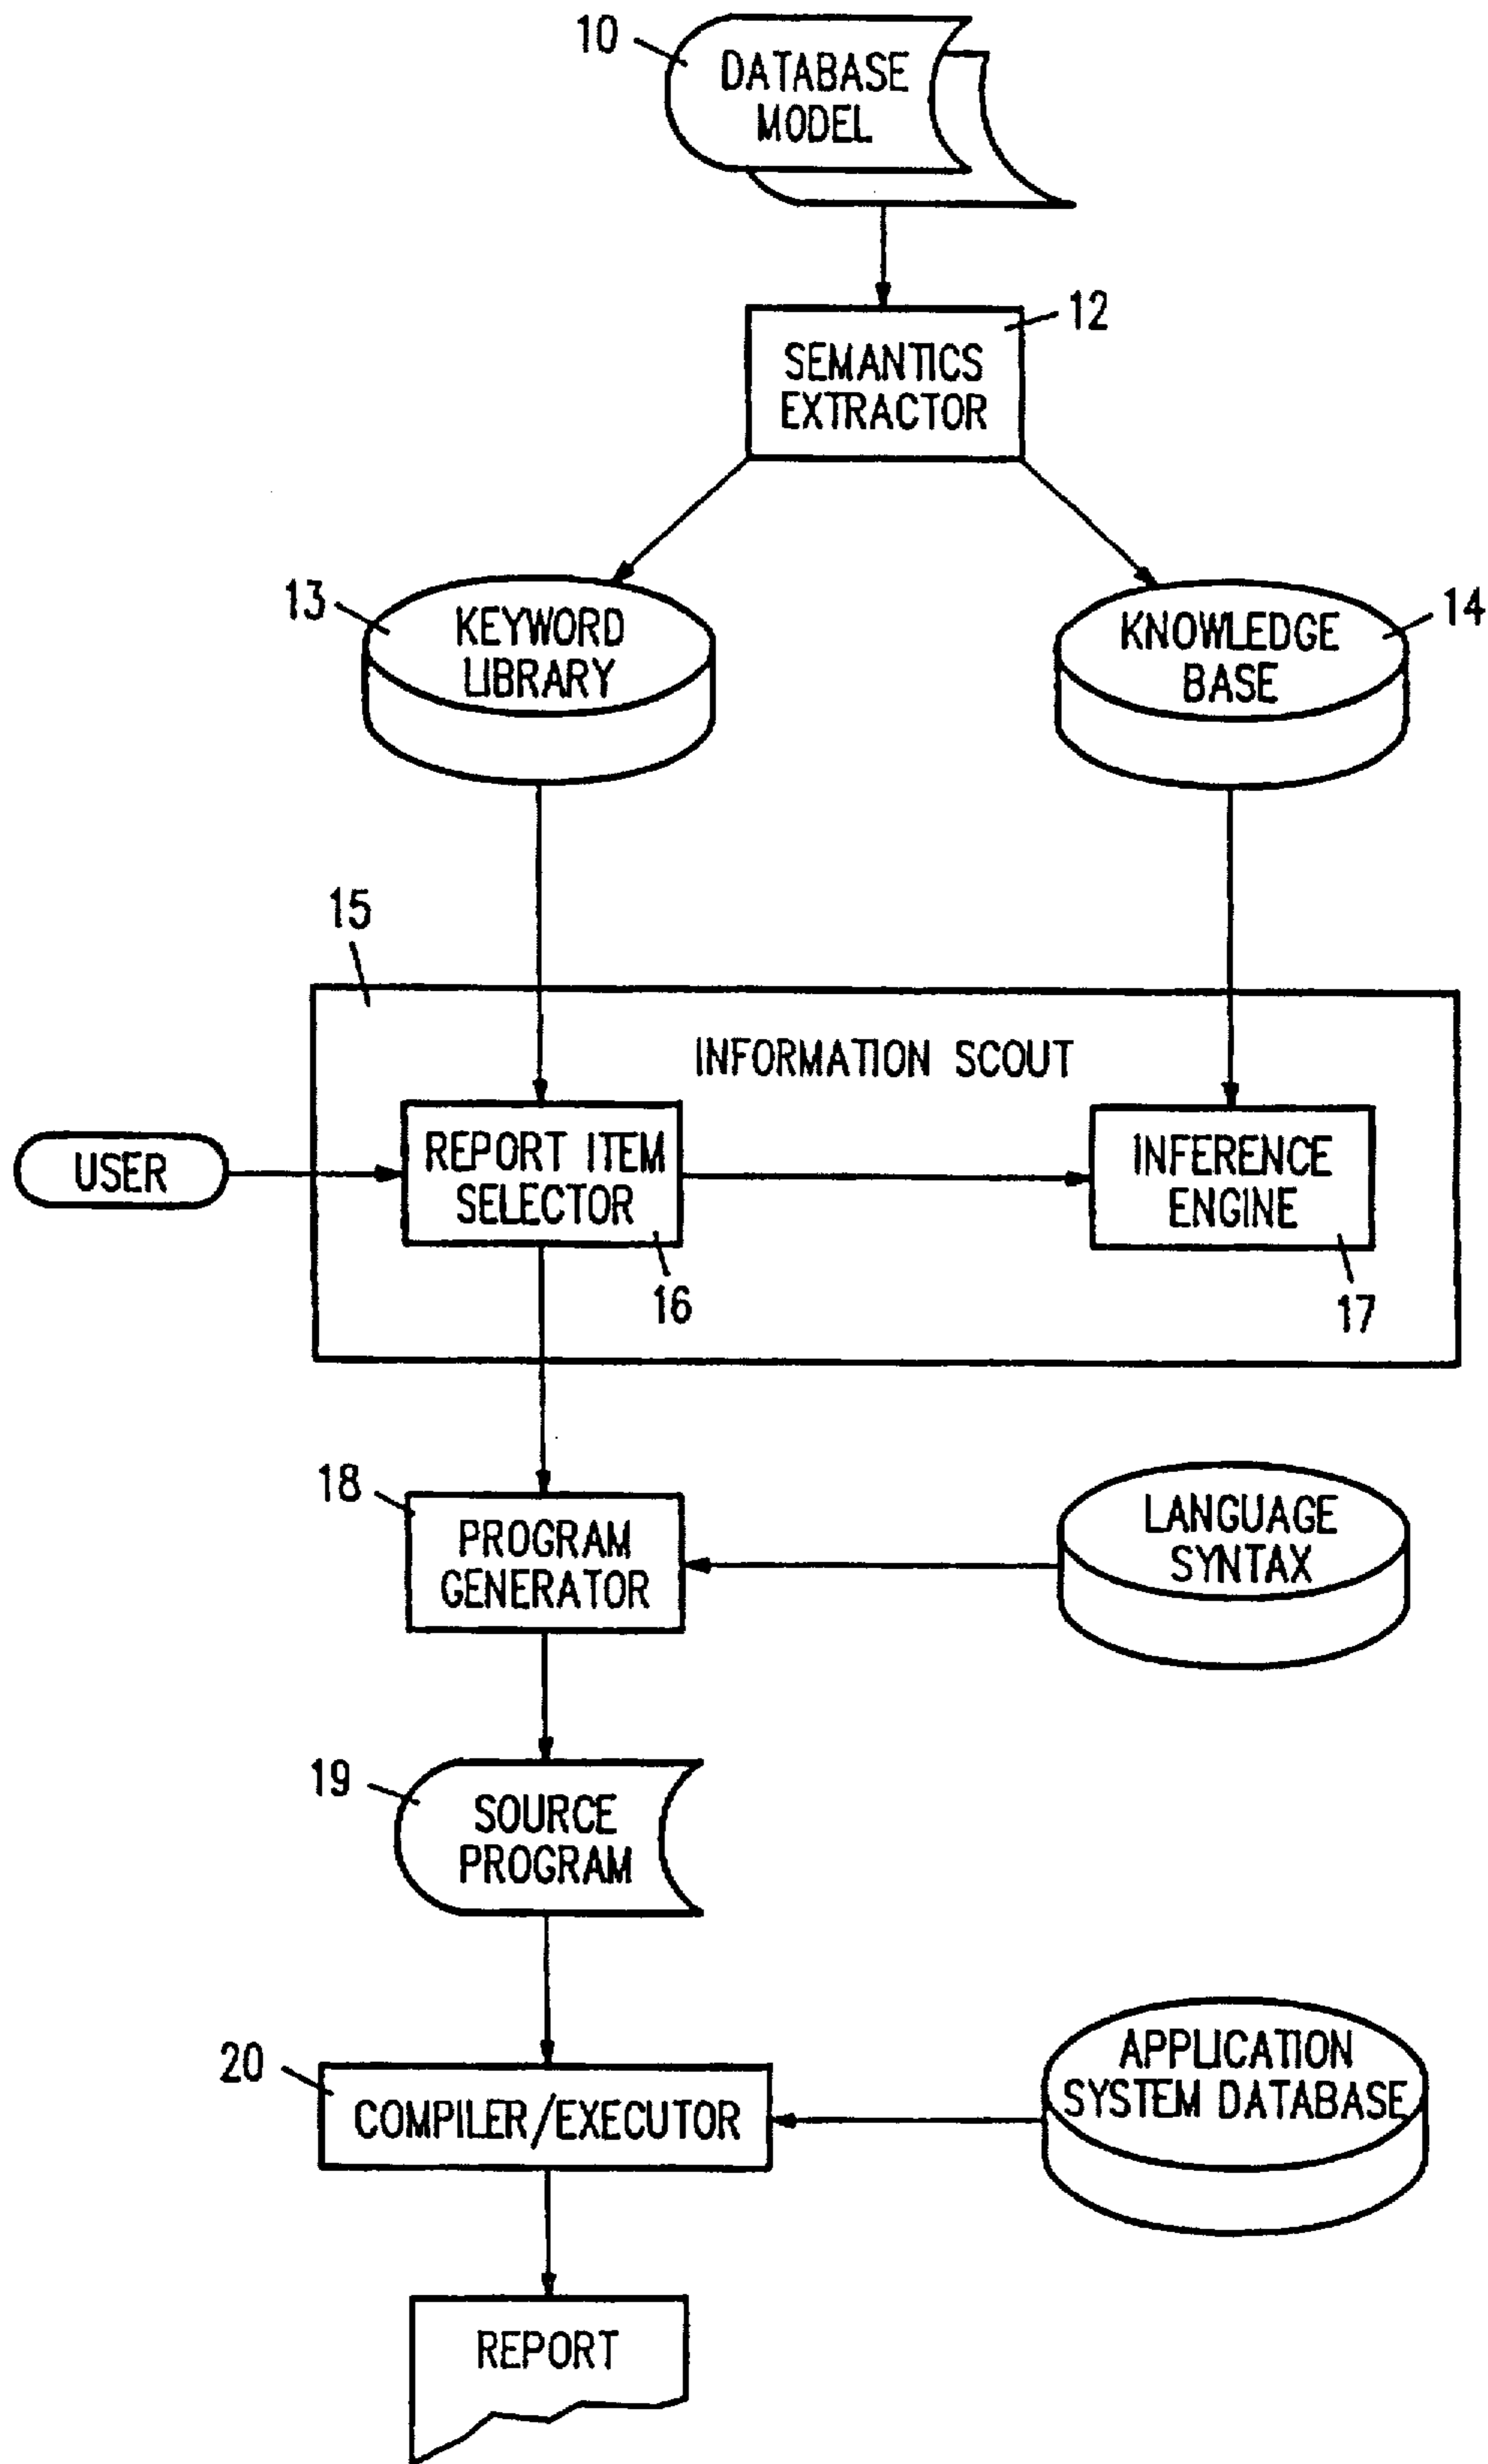 10
DATABASE
MODEL
12
SEMANTICS
EXTRACTOR
13
KEYWORD
LIBRARY
14
KNOWLEDGE
BASE
15
INFORMATION SCOUT
USER
REPORT ITEM
SELECTOR
16
INFERENCE
ENGINE
17
18
PROGRAM
GENERATOR
LANGUAGE
SYNTAX
19
SOURCE
PROGRAM
20
COMPILER/EXECUTOR
APPLICATION
SYSTEM DATABASE
REPORT